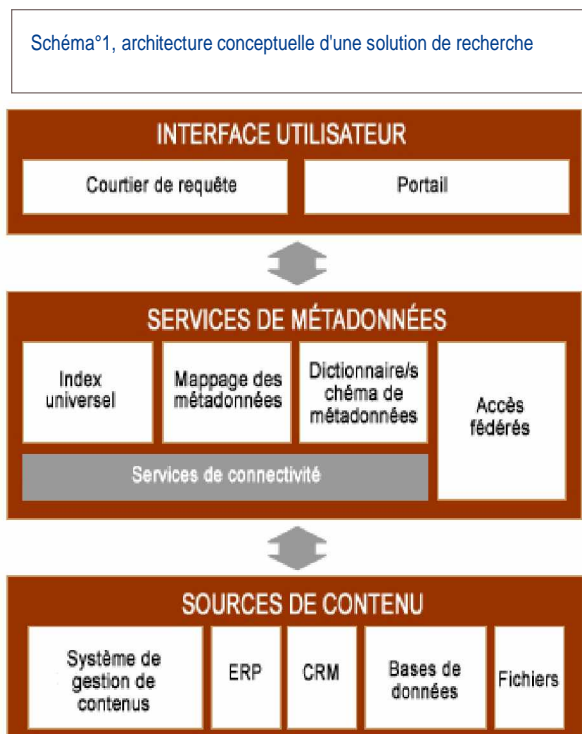 Schéma°1, architecture conceptuelle d'une solution de recherche
INTERFACE UTILISATEUR
Courtier de requête
Portail
SERVICES DE MÉTADONNÉES
Index
universel
Mappage des
métadonnées
Dictionnaire/s
chéma de
métadonnées
Accès
fédérés
Services de connectivité
SOURCES DE CONTENU
Système de
gestion de
contenus
ERP
CRM
Bases de
données
Fichiers